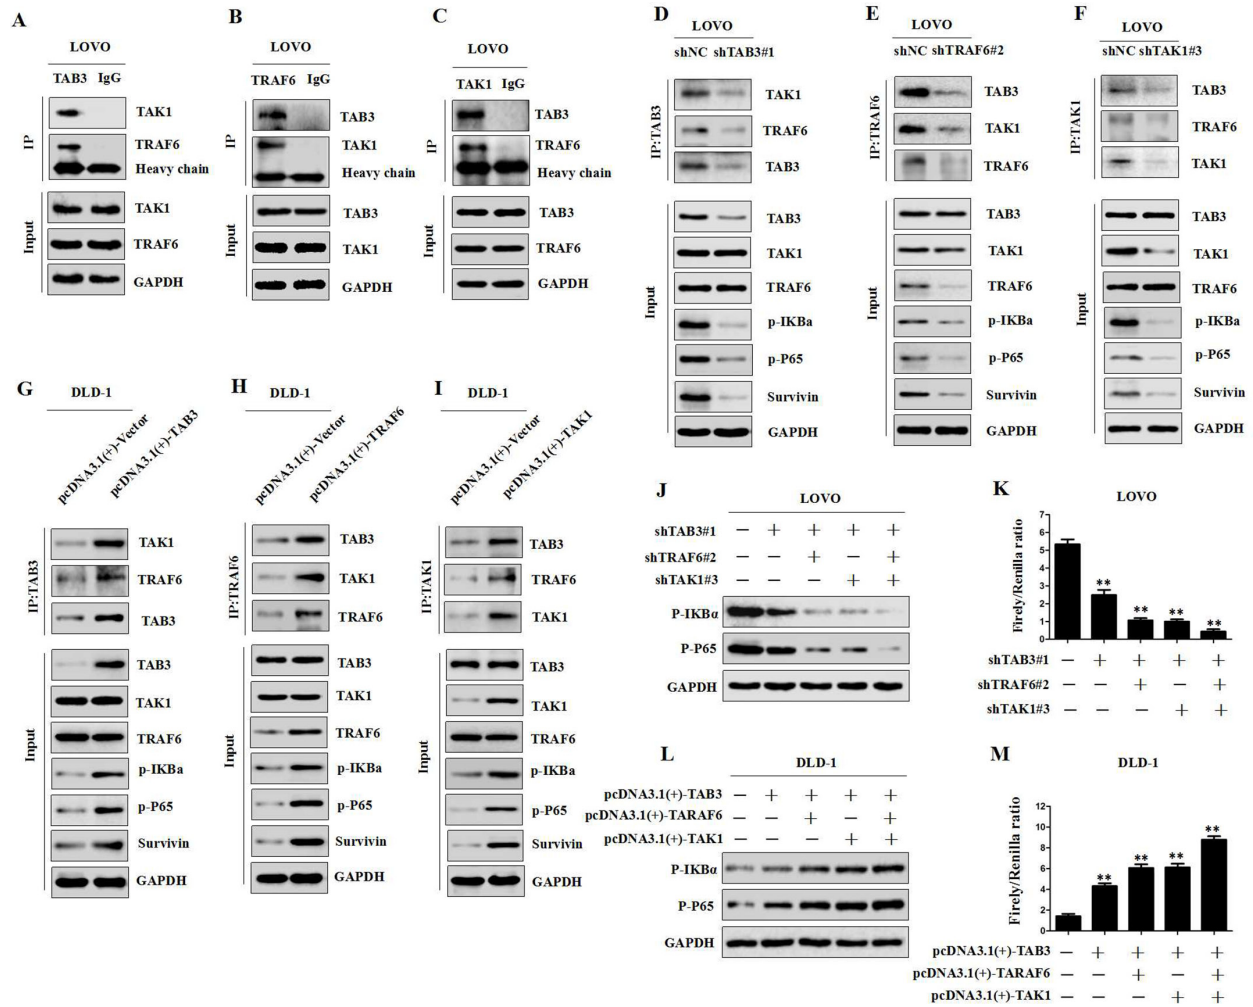 A
LOVO
TAB3 IgG
IP
TAK1
TRAF6
Heavy chain
Input
TAK1
TRAF6
GAPDH
B
LOVO
TRAF6 IgG
IP
TAB3
TAK1
Heavy chain
Input
TAB3
TAK1
GAPDH
C
LOVO
TAK1 IgG
IP
TAB3
TRAF6
Heavy chain
Input
TAB3
TRAF6
GAPDH
D
LOVO
shNC shTAB3#1
IP:TAB3
TAK1
TRAF6
TAB3
Input
TAB3
TAK1
TRAF6
p-IKBa
p-P65
Survivin
GAPDH
E
LOVO
shNC shTRAF6#2
IP:TRAF6
TAB3
TAK1
TRAF6
Input
TAB3
TAK1
TRAF6
p-IKBa
p-P65
Survivin
GAPDH
F
LOVO
shNC shTAK1#3
IP:TAK1
TAB3
TRAF6
TAK1
Input
TAB3
TAK1
TRAF6
p-IKBa
p-P65
Survivin
GAPDH
G
DLD-1
pcDNA3.1(+)-Vector
pcDNA3.1(+)-TAB3
IP:TAB3
TAK1
TRAF6
TAB3
Input
TAB3
TAK1
TRAF6
p-IKBa
p-P65
Survivin
GAPDH
H
DLD-1
pcDNA3.1(+)-Vector
pcDNA3.1(+)-TRAF6
IP:TRAF6
TAB3
TAK1
TRAF6
Input
TAB3
TAK1
TRAF6
p-IKBa
p-P65
Survivin
GAPDH
I
DLD-1
pcDNA3.1(+)-Vector
pcDNA3.1(+)-TAK1
IP:TAK1
TAB3
TRAF6
TAK1
Input
TAB3
TAK1
TRAF6
p-IKBa
p-P65
Survivin
GAPDH
J
LOVO
shTAB3#1 — + + + +
shTRAF6#2 — — + — +
shTAK1#3 — — — + +
P-IKBα
P-P65
GAPDH
K
LOVO
Firely/Renilla ratio
7
6
5
4
3
2
1
0
** ** ** **
shTAB3#1 — + + + +
shTRAF6#2 — — + — +
shTAK1#3 — — — + +
L
DLD-1
pcDNA3.1(+)-TAB3 — + + + +
pcDNA3.1(+)-TARAF6 — — + — +
pcDNA3.1(+)-TAK1 — — — + +
P-IKBα
P-P65
GAPDH
M
DLD-1
Firely/Renilla ratio
12
10
8
6
4
2
0
** ** ** **
pcDNA3.1(+)-TAB3 — + + + +
pcDNA3.1(+)-TARAF6 — — + — +
pcDNA3.1(+)-TAK1 — — — + +